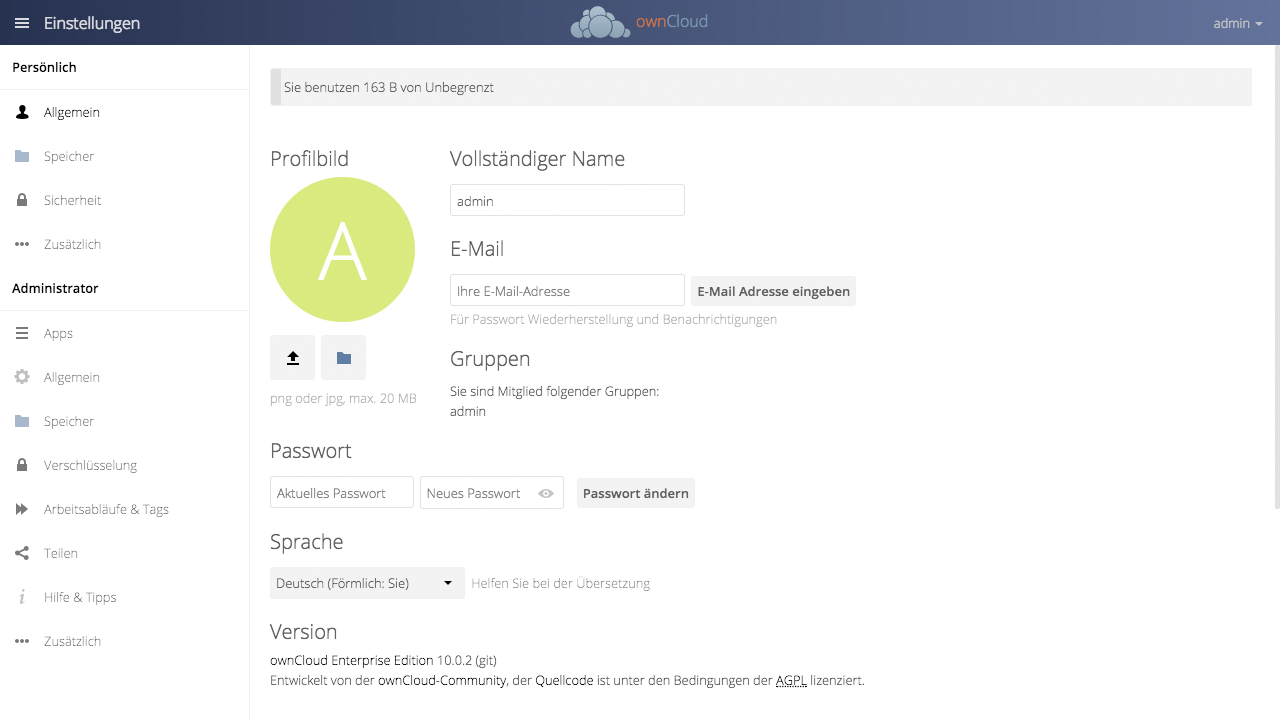 Einstellungen
ownCloud
admin
Persönlich
Allgemein
Speicher
Sicherheit
Zusätzlich
Administrator
Apps
Allgemein
Speicher
Verschlüsselung
Arbeitsabläufe & Tags
Teilen
Hilfe & Tipps
Zusätzlich
Sie benutzen 163 B von Unbegrenzt
Profilbild
A
png oder jpg, max. 20 MB
Vollständiger Name
admin
E-Mail
Ihre E-Mail-Adresse E-Mail Adresse eingeben
Für Passwort Wiederherstellung und Benachrichtigungen
Gruppen
Sie sind Mitglied folgender Gruppen:
admin
Passwort
Aktuelles Passwort Neues Passwort Passwort ändern
Sprache
Deutsch (Förmlich: Sie) Helfen Sie bei der Übersetzung
Version
ownCloud Enterprise Edition 10.0.2 (git)
Entwickelt von der ownCloud-Community, der Quellcode ist unter den Bedingungen der AGPL lizenziert.